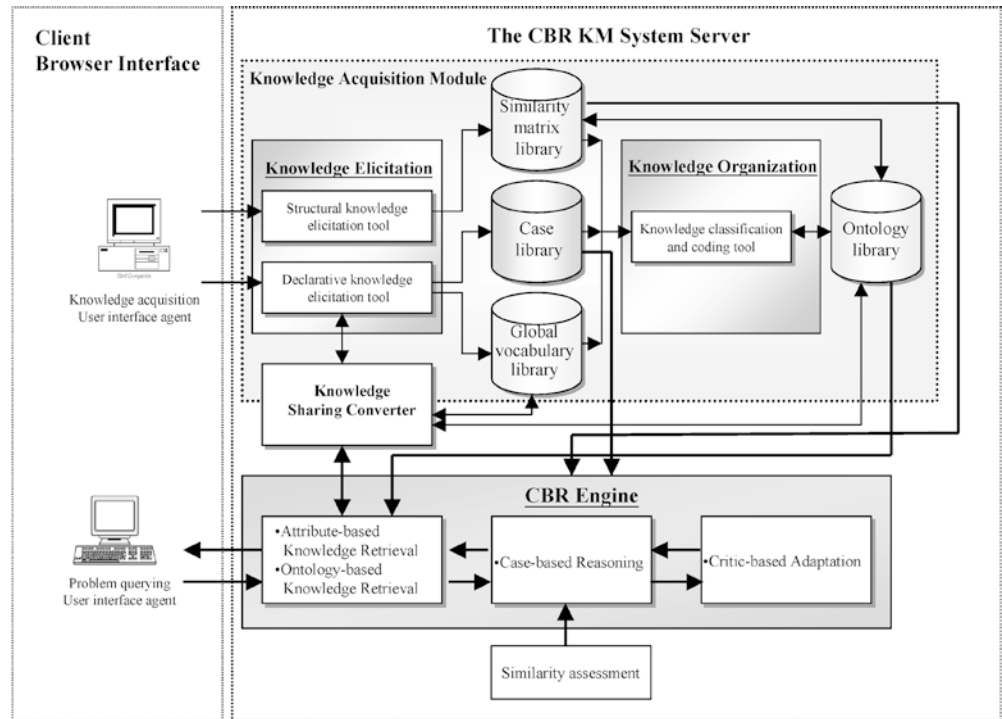 Client
Browser Interface
The CBR KM System Server
Knowledge Acquisition Module
Similarity
matrix
library
Knowledge Elicitation
Structural knowledge
elicitation tool
Declarative knowledge
elicitation tool
Case
library
Global
vocabulary
library
Knowledge Organization
Knowledge classification
and coding tool
Ontology
library
Knowledge acquisition
User interface agent
Knowledge
Sharing Converter
CBR Engine
•Attribute-based
Knowledge Retrieval
•Ontology-based
Knowledge Retrieval
•Case-based Reasoning
•Critic-based Adaptation
Problem querying
User interface agent
Similarity assessment